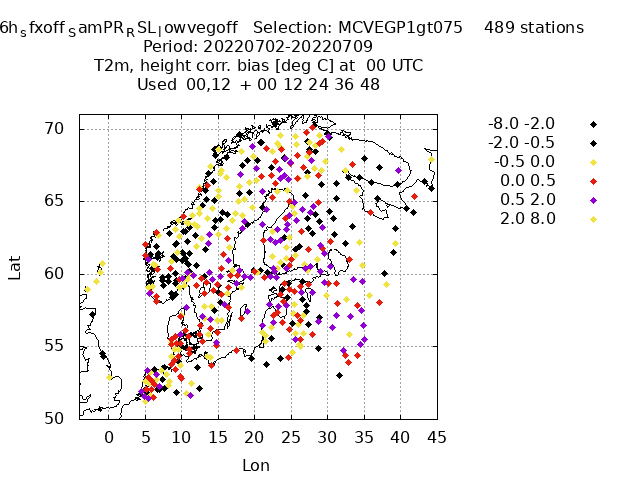 6h_sfxoff_samPR_RSL_lowvegoff Selection: MCVEGP1gt075 489 stations
Period: 20220702-20220709
T2m, height corr. bias [deg C] at 00 UTC
Used 00,12 + 00 12 24 36 48
-8.0 -2.0
-2.0 -0.5
-0.5 0.0
0.0 0.5
0.5 2.0
2.0 8.0
Lat
70
65
60
55
50
0 5 10 15 20 25 30 35 40 45
Lon